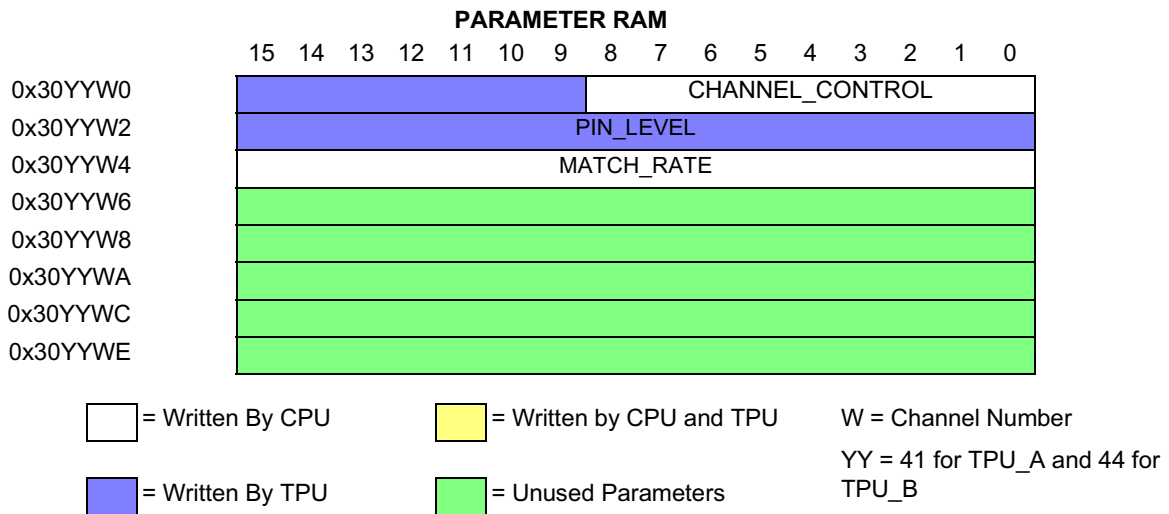 PARAMETER RAM
15 14 13 12 11 10 9 8 7 6 5 4 3 2 1 0
0x30YYW0 CHANNEL_CONTROL
0x30YYW2 PIN_LEVEL
0x30YYW4 MATCH_RATE
0x30YYW6
0x30YYW8
0x30YYWA
0x30YYWC
0x30YYWE
= Written By CPU = Written by CPU and TPU W = Channel Number
YY = 41 for TPU_A and 44 for
TPU_B
= Written By TPU = Unused Parameters